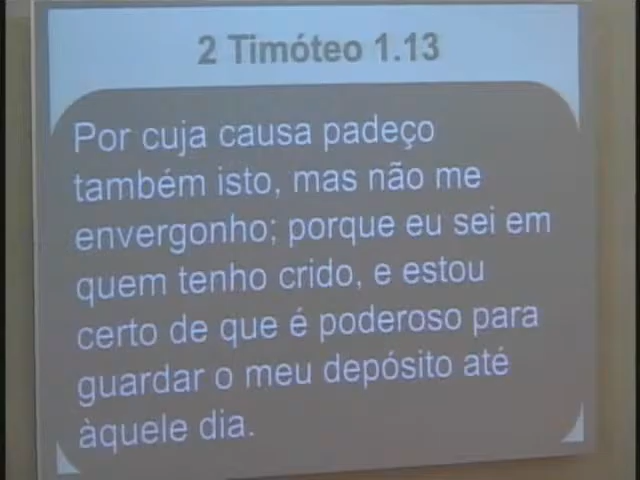 2 Timóteo 1.13
Por cuja causa padeço
também isto, mas não me
envergonho; porque eu sei em
quem tenho crido, e estou
certo de que é poderoso para
guardar o meu depósito até
àquele dia.